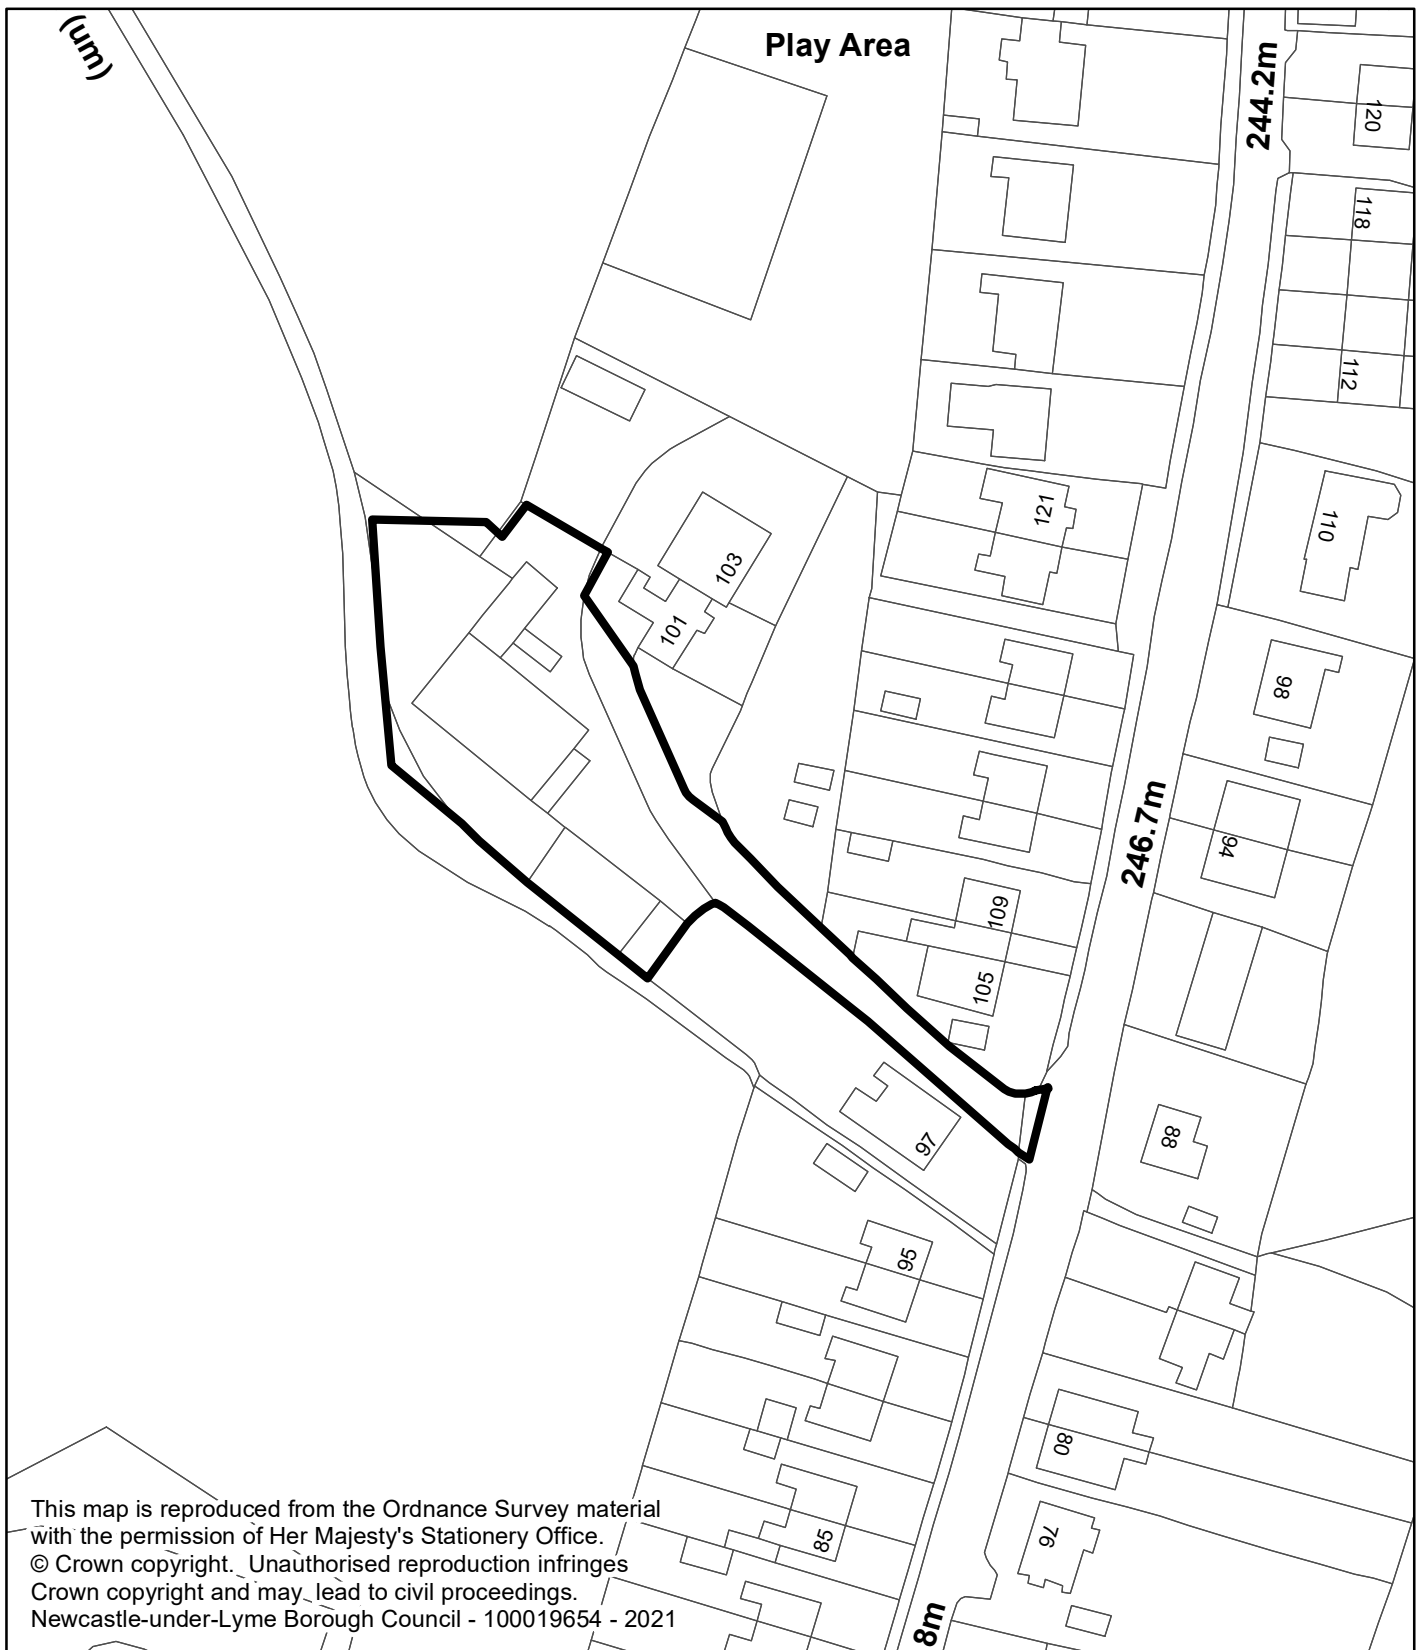 (um)
Play Area
244.2m
120
118
112
121
110
103
101
98
246.7m
94
109
105
88
97
95
80
85
76
8m
This map is reproduced from the Ordnance Survey material
with the permission of Her Majesty's Stationery Office.
© Crown copyright. Unauthorised reproduction infringes
Crown copyright and may lead to civil proceedings.
Newcastle-under-Lyme Borough Council - 100019654 - 2021